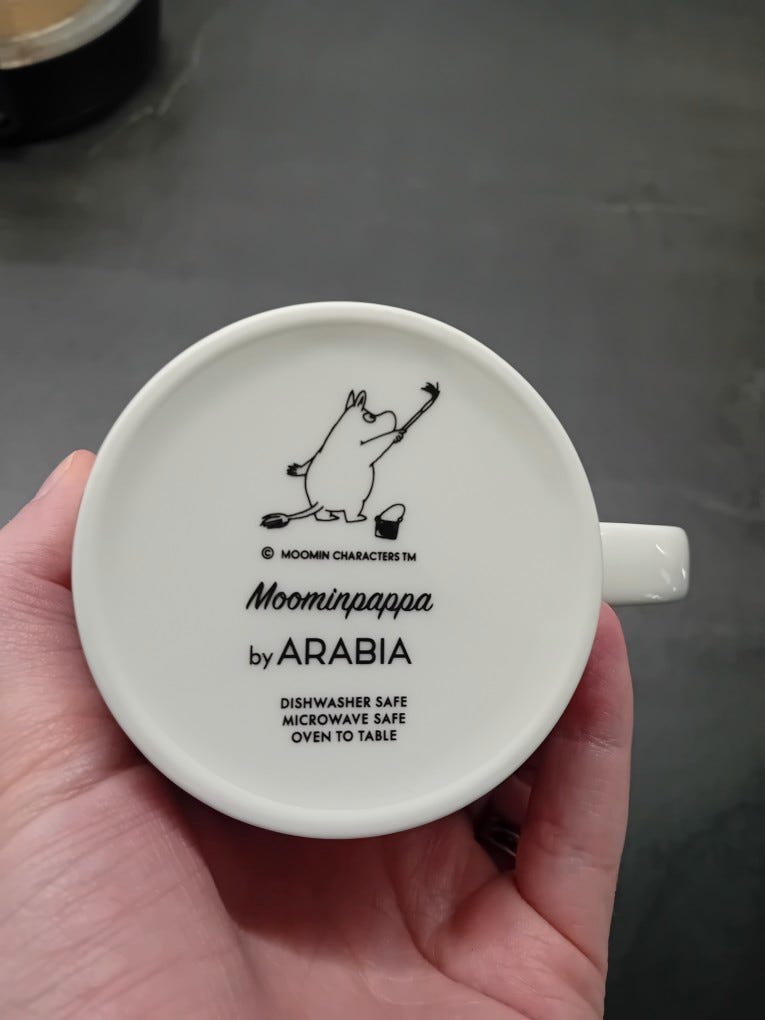 © MOOMIN CHARACTERS TM
Moominpappa
by ARABIA
DISHWASHER SAFE
MICROWAVE SAFE
OVEN TO TABLE